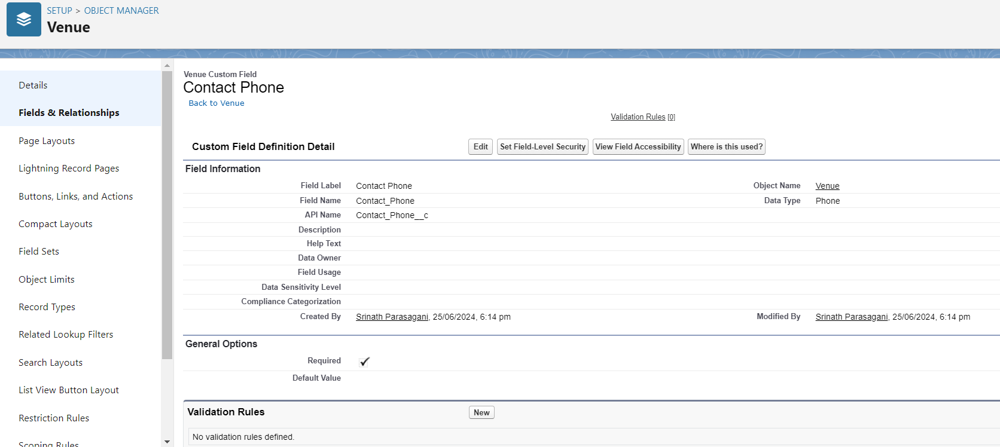 SETUP > OBJECT MANAGER
Venue
Details
Fields & Relationships
Page Layouts
Lightning Record Pages
Buttons, Links, and Actions
Compact Layouts
Field Sets
Object Limits
Record Types
Related Lookup Filters
Search Layouts
List View Button Layout
Restriction Rules
Scoping Rules
Venue Custom Field
Contact Phone
Back to Venue
Validation Rules [0]
Custom Field Definition Detail Edit Set Field-Level Security View Field Accessibility Where is this used?
Field Information
Field Label Contact Phone Object Name Venue
Field Name Contact_Phone Data Type Phone
API Name Contact_Phone__c
Description
Help Text
Data Owner
Field Usage
Data Sensitivity Level
Compliance Categorization
Created By Srinath Parasagani, 25/06/2024, 6:14 pm Modified By Srinath Parasagani, 25/06/2024, 6:14 pm
General Options
Required
Default Value
Validation Rules New
No validation rules defined.